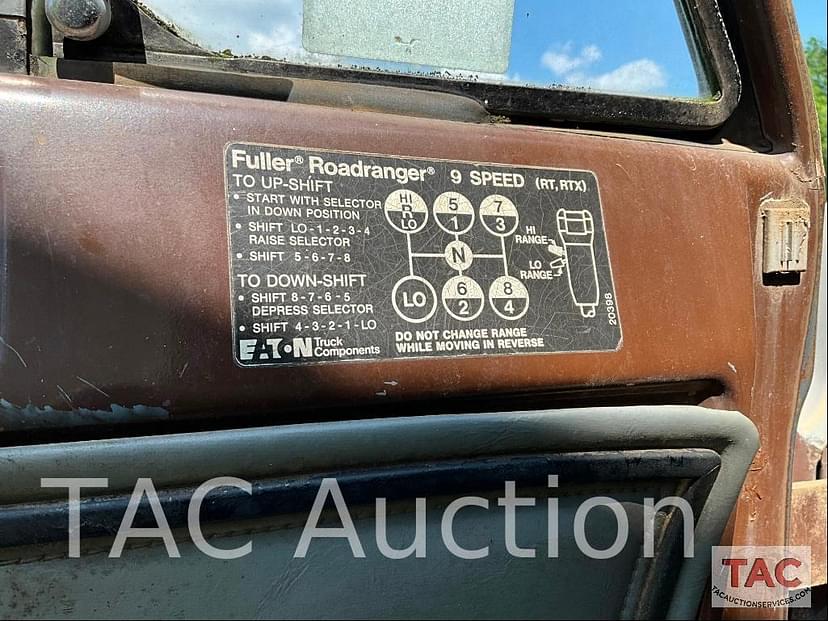 Fuller® Roadranger® 9 SPEED (RT, RTX)
TO UP-SHIFT
• START WITH SELECTOR
IN DOWN POSITION
• SHIFT LO-1-2-3-4
RAISE SELECTOR
• SHIFT 5-6-7-8
TO DOWN-SHIFT
• SHIFT 8-7-6-5
DEPRESS SELECTOR
• SHIFT 4-3-2-1-LO
EATON Truck
Components
HI
R
LO
5
1
7
3
N
LO
6
2
8
4
HI
RANGE
LO
RANGE
20398
DO NOT CHANGE RANGE
WHILE MOVING IN REVERSE
TAC Auction
TAC
TACAUCTIONSERVICES.COM